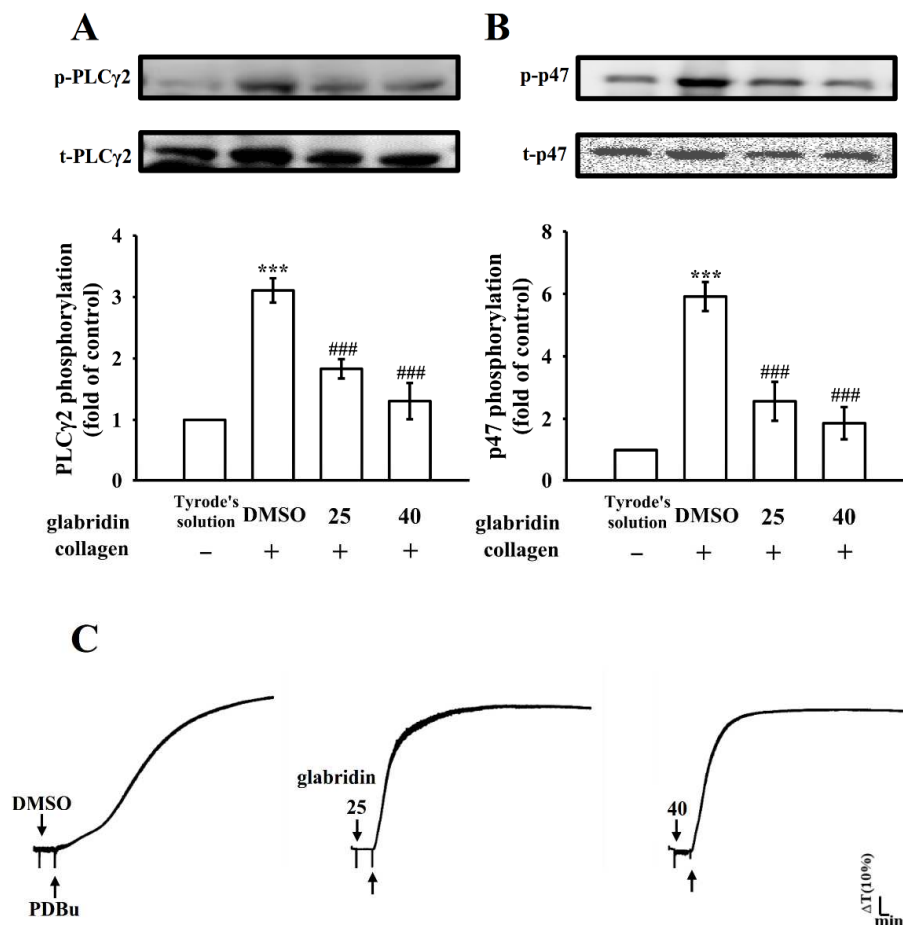 A
p-PLCγ2
t-PLCγ2
PLCγ2 phosphorylation
(fold of control)
4
3
2
1
0
***
###
###
Tyrode's
solution
DMSO
25
40
glabridin
collagen
–
+
+
+
B
p-p47
t-p47
p47 phosphorylation
(fold of control)
8
6
4
2
0
***
###
###
Tyrode's
solution
DMSO
25
40
glabridin
collagen
–
+
+
+
C
DMSO
PDBu
glabridin
25
40
ΔT(10%)
min